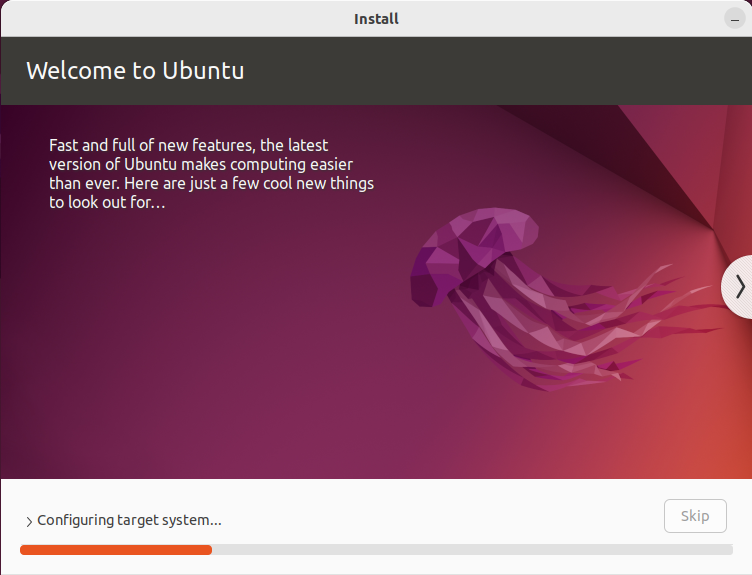 Install
Welcome to Ubuntu
Fast and full of new features, the latest
version of Ubuntu makes computing easier
than ever. Here are just a few cool new things
to look out for…
Configuring target system...
Skip